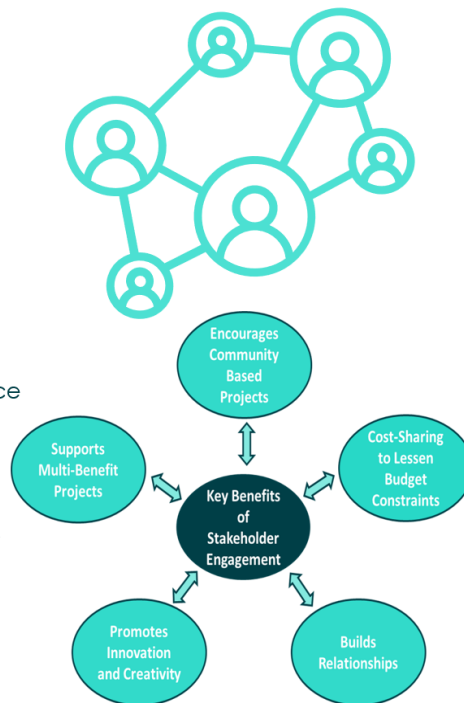 Encourages
Community
Based
Projects
ce
Supports
Multi-Benefit
Projects
Cost-Sharing
to Lessen
Budget
Constraints
Key Benefits
of
Stakeholder
Engagement
Promotes
Innovation
and Creativity
Builds
Relationships